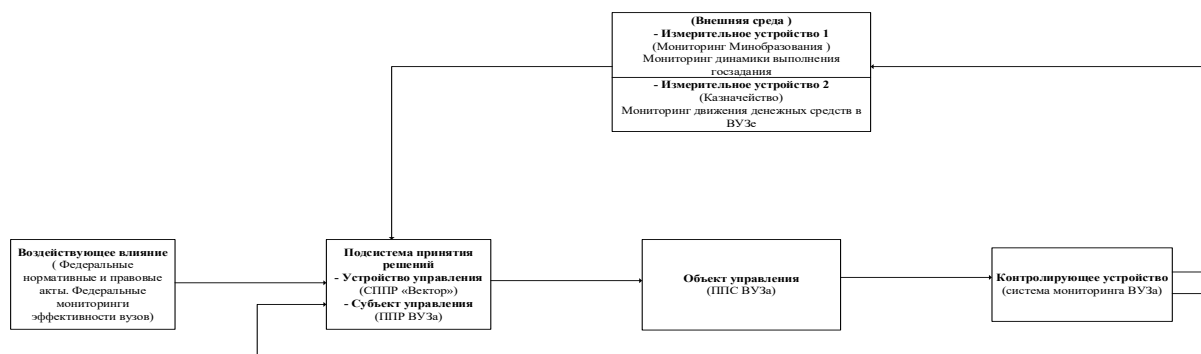 (Внешняя среда )
- Измерительное устройство 1
(Мониторинг Минобразования )
Мониторинг динамики выполнения
госзадания
- Измерительное устройство 2
(Казначейство)
Мониторинг движения денежных средств в
ВУЗе
Воздействующее влияние
( Федеральные
нормативные и правовые
акты. Федеральные
мониторинги
эффективности вузов)
Подсистема принятия
решений
- Устройство управления
(СППР «Вектор»)
- Субъект управления
(ППР ВУЗа)
Объект управления
(ППС ВУЗа)
Контролирующее устройство
(система мониторинга ВУЗа)